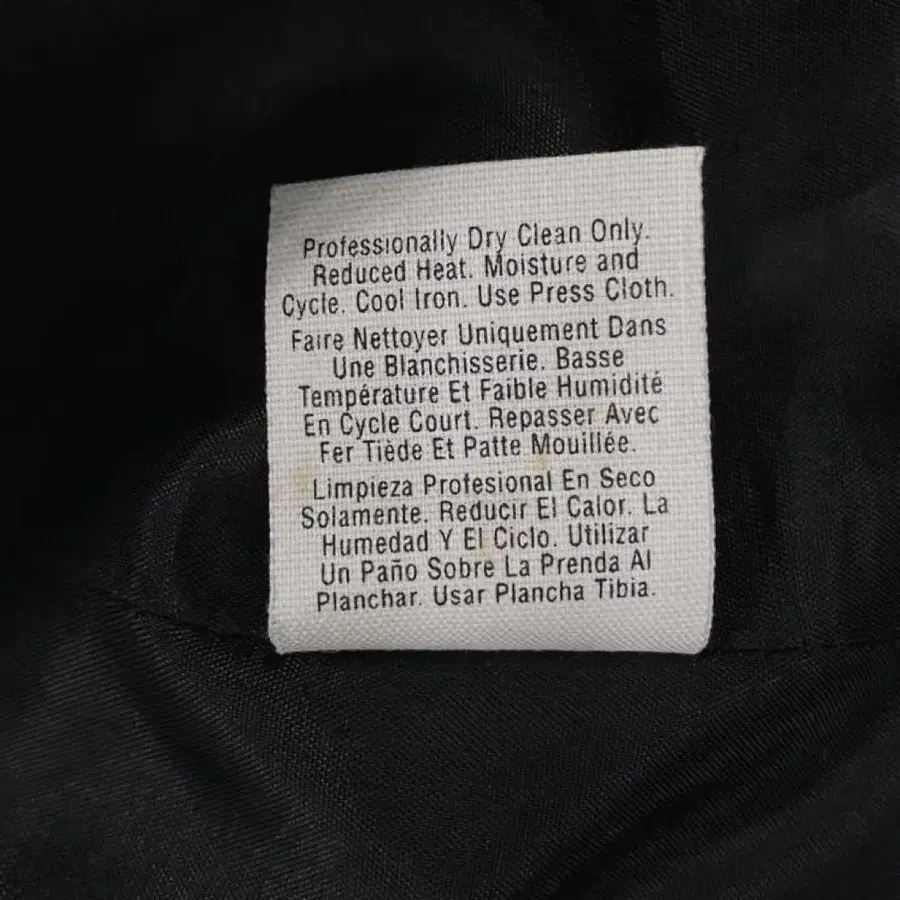 Professionally Dry Clean Only.
Reduced Heat. Moisture and
Cycle. Cool Iron. Use Press Cloth.
Faire Nettoyer Uniquement Dans
Une Blanchisserie. Basse
Température Et Faible Humidité
En Cycle Court. Repasser Avec
Fer Tiède Et Patte Mouillée.
Limpieza Profesional En Seco
Solamente. Reducir El Calor. La
Humedad Y El Ciclo. Utilizar
Un Paño Sobre La Prenda Al
Planchar. Usar Plancha Tibia.